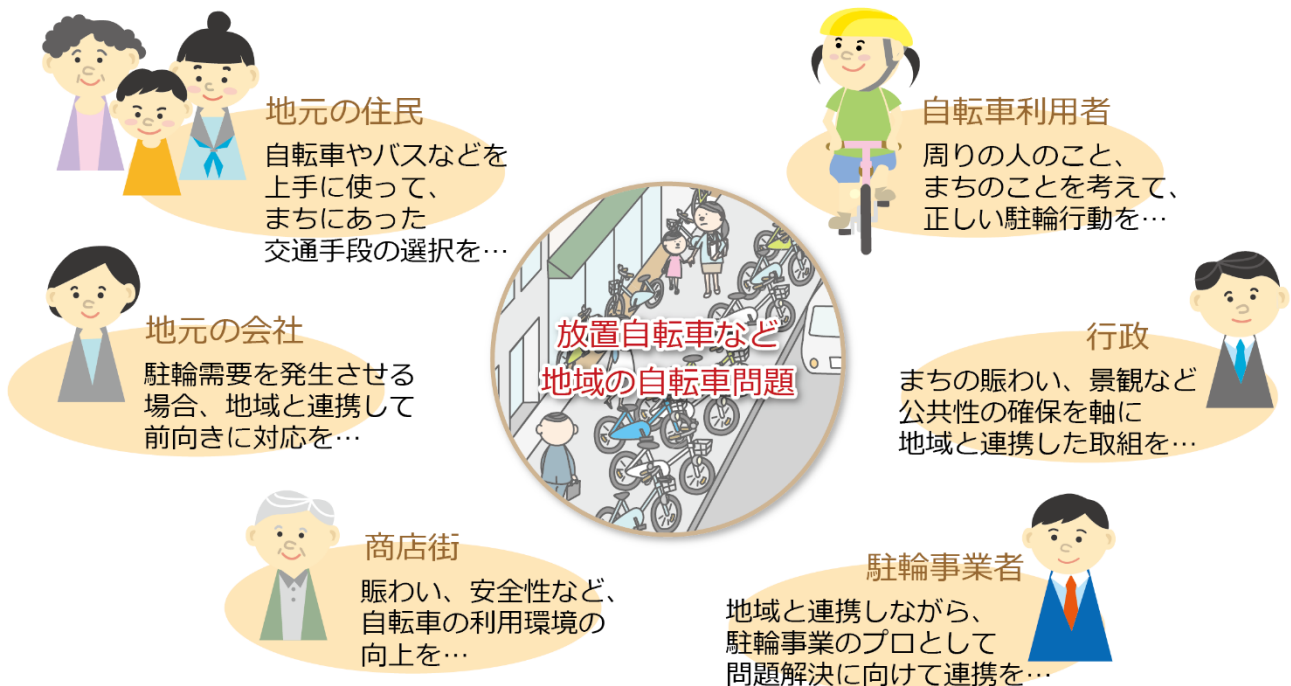 地元の住民
自転車やバスなどを
上手に使って、
まちにあった
交通手段の選択を…
自転車利用者
周りの人のこと、
まちのことを考えて、
正しい駐輪行動を…
地元の会社
駐輪需要を発生させる
場合、地域と連携して
前向きに対応を…
放置自転車など
地域の自転車問題
行政
まちの賑わい、景観など
公共性の確保を軸に
地域と連携した取組を…
商店街
賑わい、安全性など、
自転車の利用環境の
向上を…
駐輪事業者
地域と連携しながら、
駐輪事業のプロとして
問題解決に向けて連携を…